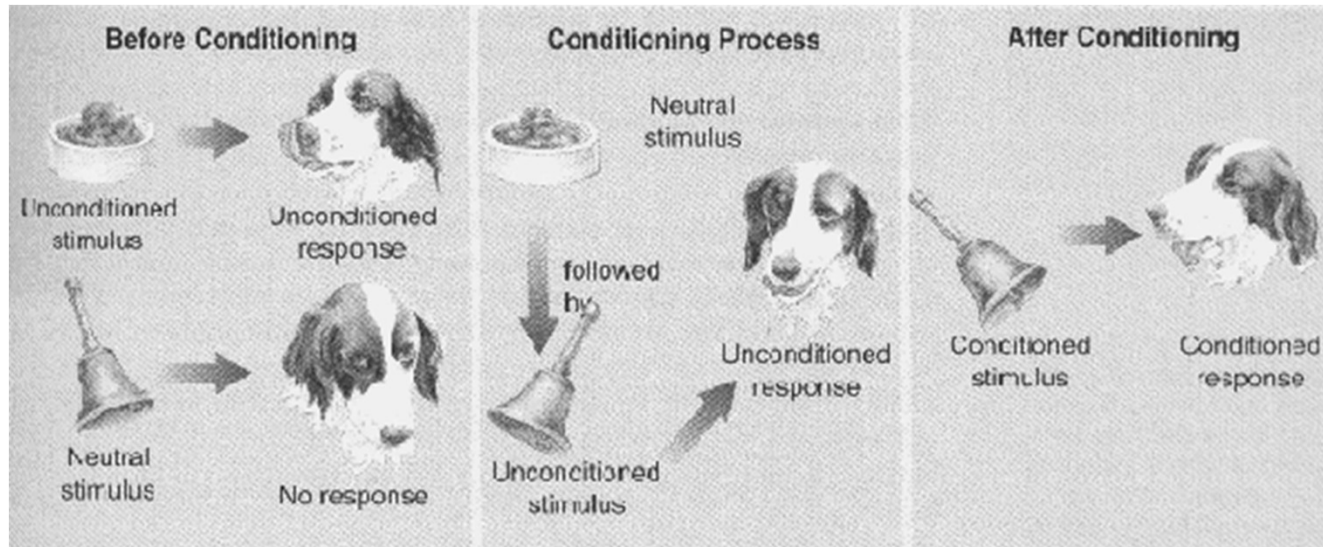 Before Conditioning
Unconditioned
stimulus
Unconditioned
response
Neutral
stimulus
No response
Conditioning Process
Neutral
stimulus
followed
by
Unconditioned
response
Unconditioned
stimulus
After Conditioning
Conditioned
stimulus
Conditioned
response